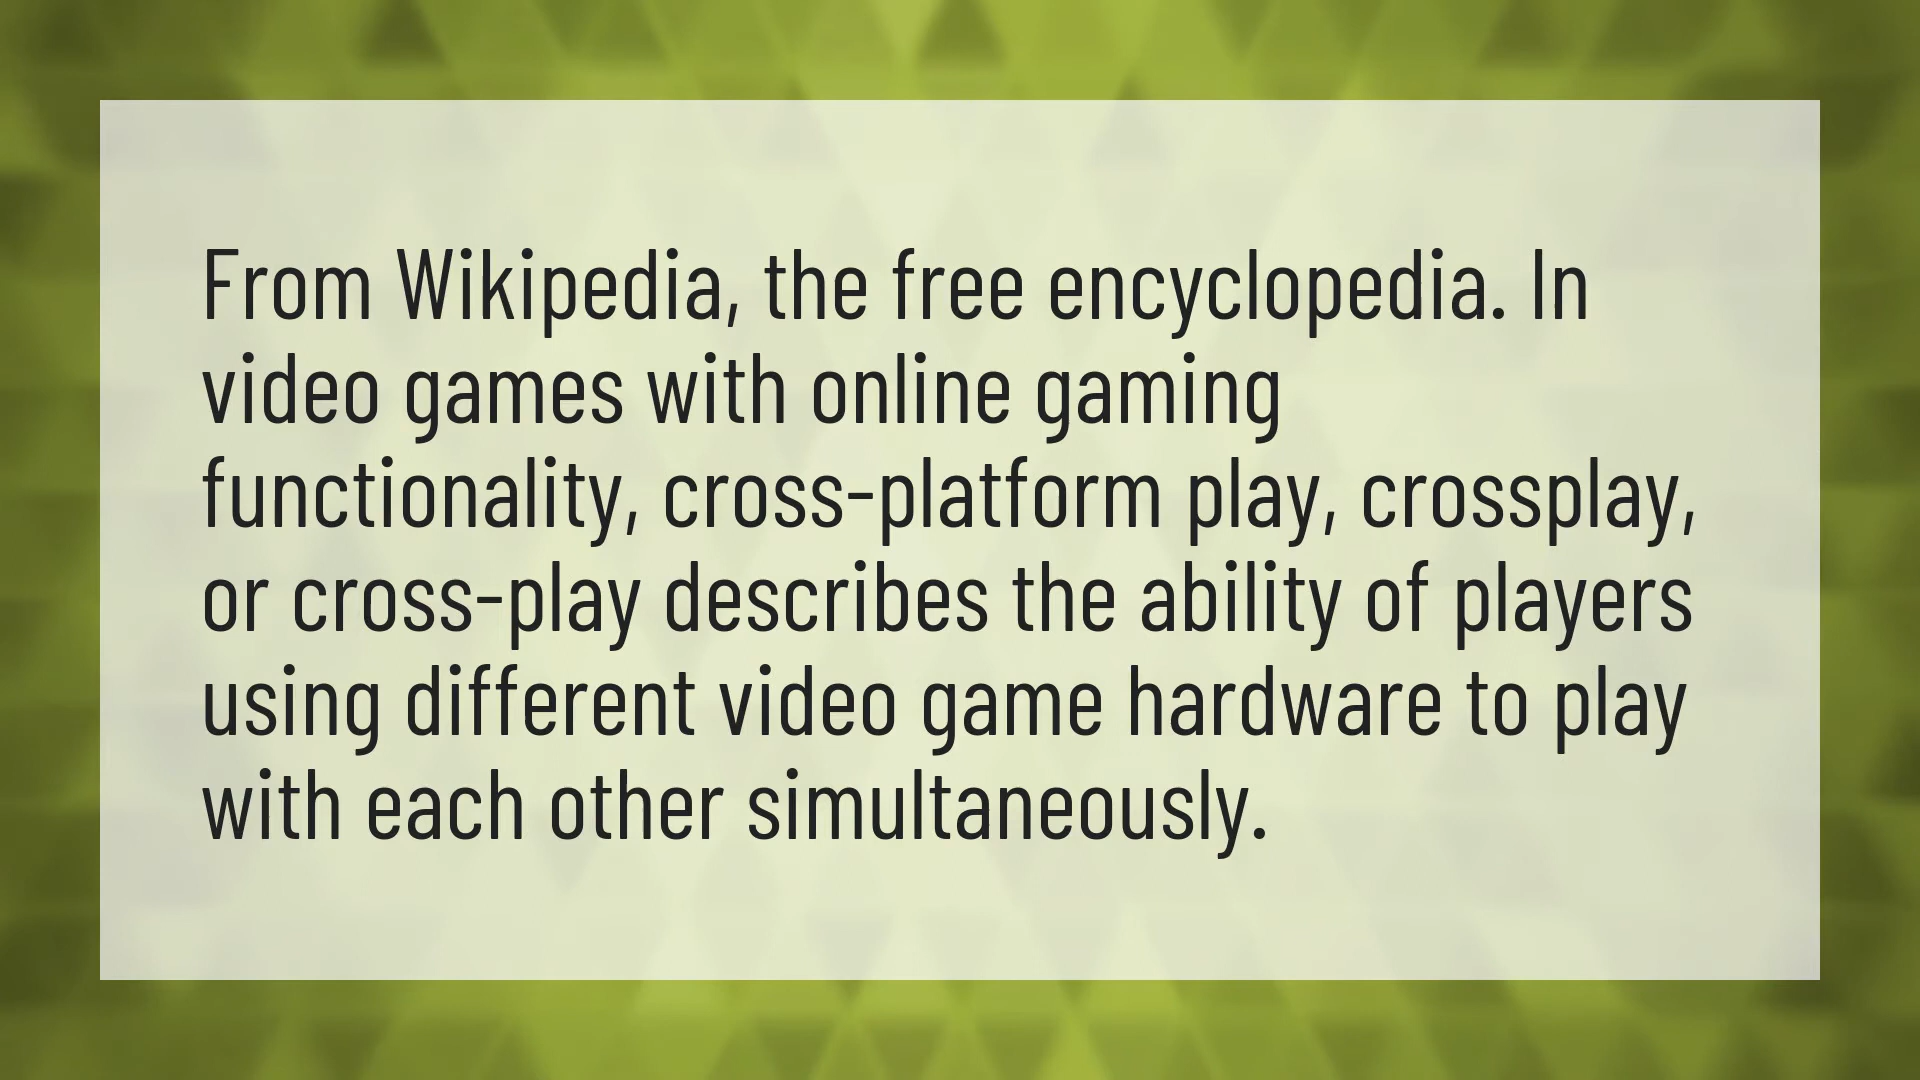 From Wikipedia, the free encyclopedia. In
video games with online gaming
functionality, cross-platform play, crossplay,
or cross-play describes the ability of players
using different video game hardware to play
with each other simultaneously.